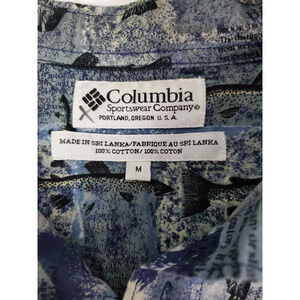 Columbia
Sportswear Company®
PORTLAND, OREGON U. S. A.
MADE IN SRI LANKA/FABRIQUE AU SRI LANKA
100% COTTON/ 100% COTON
M